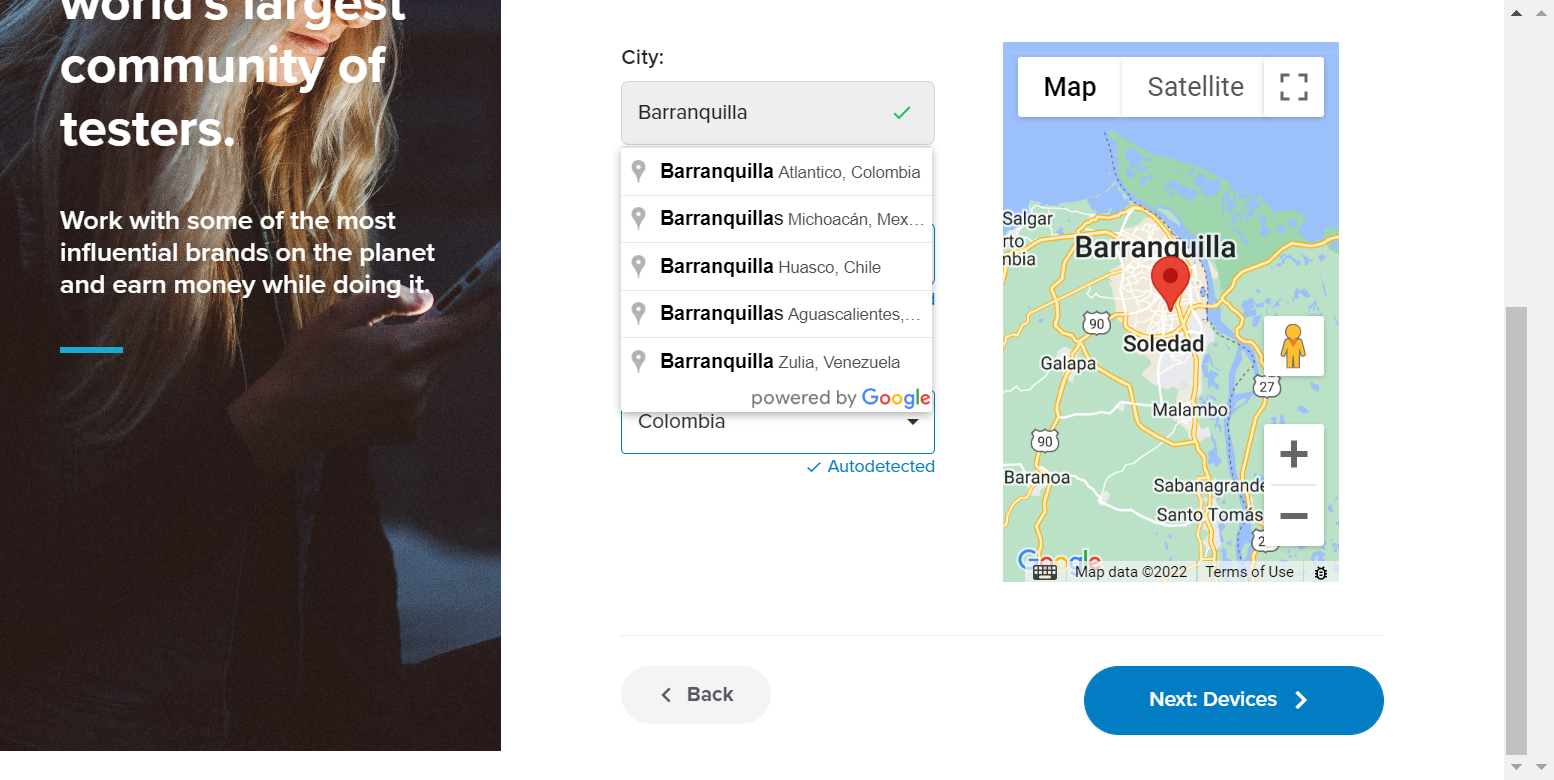 world's largest
community of
testers.
Work with some of the most
influential brands on the planet
and earn money while doing it.
City:
Barranquilla
Barranquilla Atlantico, Colombia
Barranquillas Michoacán, Mex…
Barranquilla Huasco, Chile
Barranquillas Aguascalientes,…
Barranquilla Zulia, Venezuela
powered by Google
Colombia
Autodetected
Map
Satellite
Salgar
rto
nbia
Barranquilla
90
Soledad
Galapa
27
Malambo
90
Baranoa
Sabanagrande
Santo Tomás
2
Google
Map data ©2022
Terms of Use
Back
Next: Devices